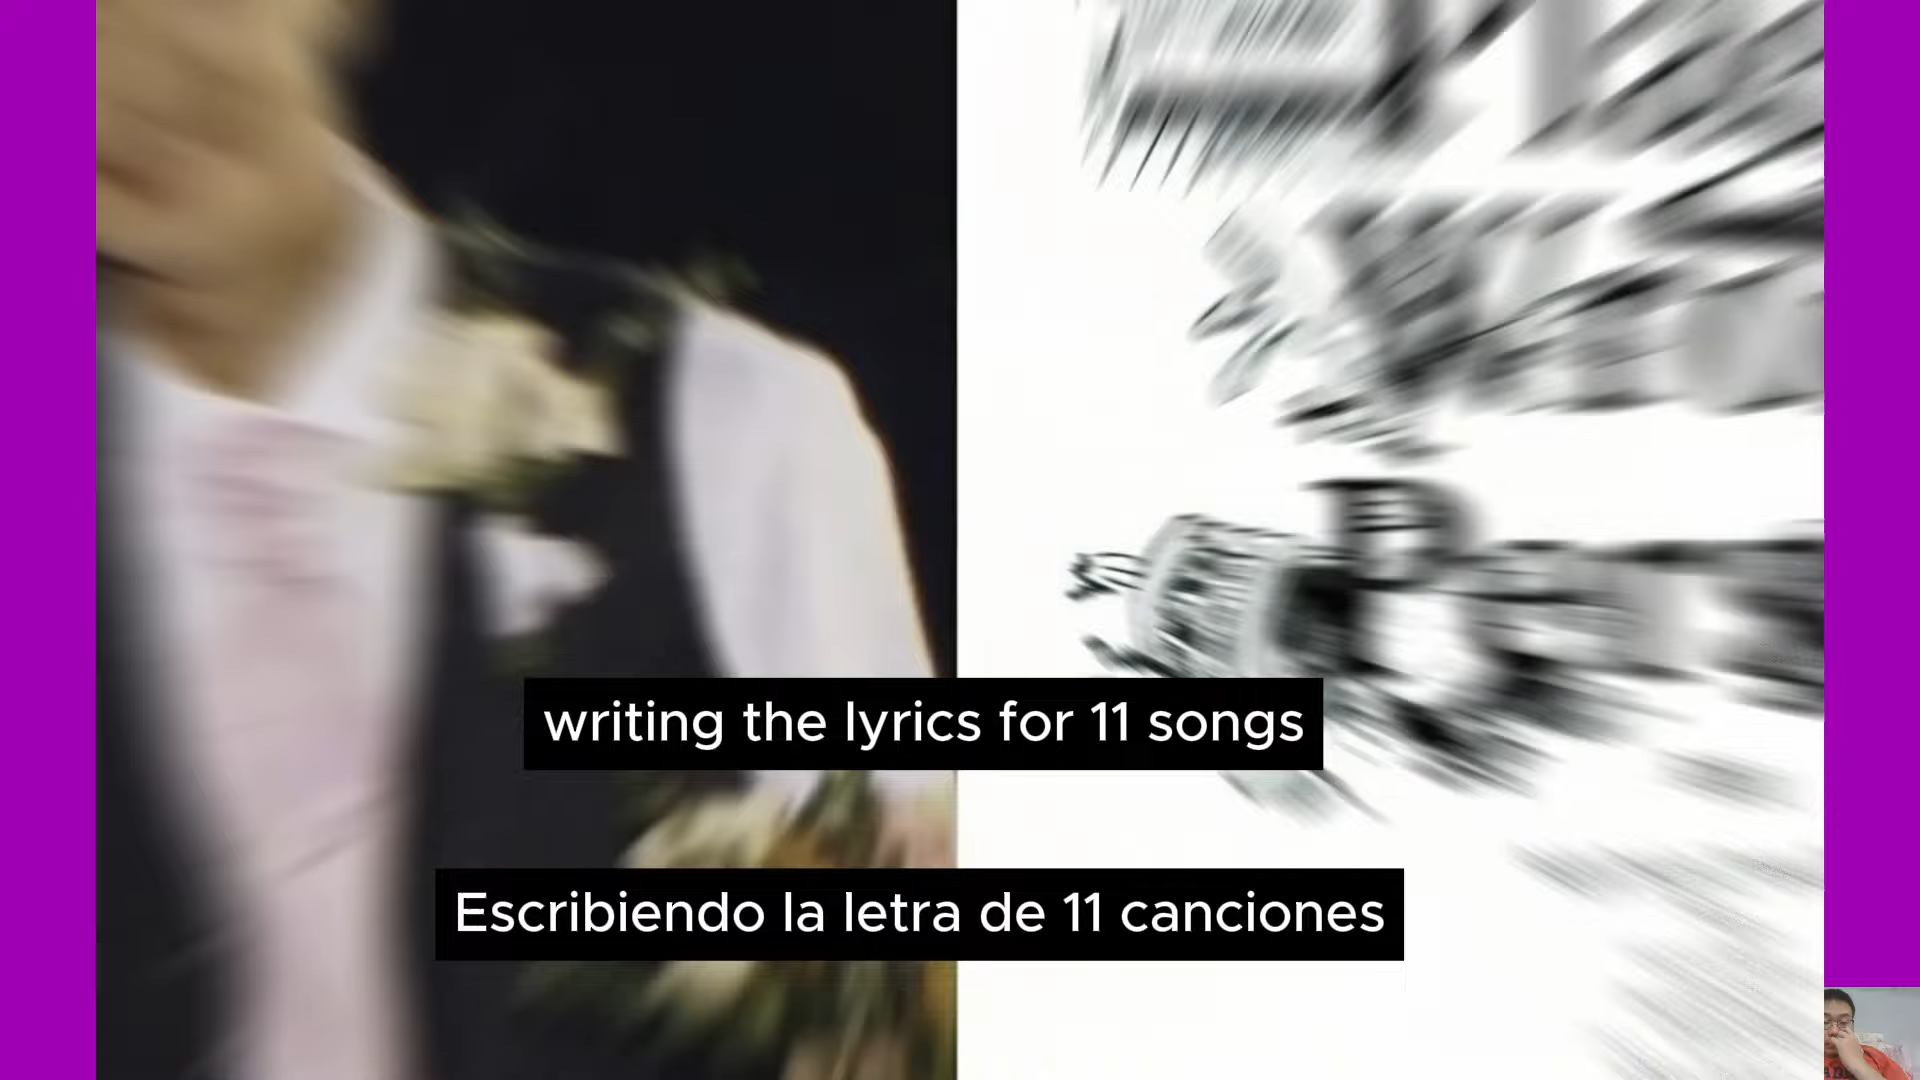 writing the lyrics for 11 songs
Escribiendo la letra de 11 canciones